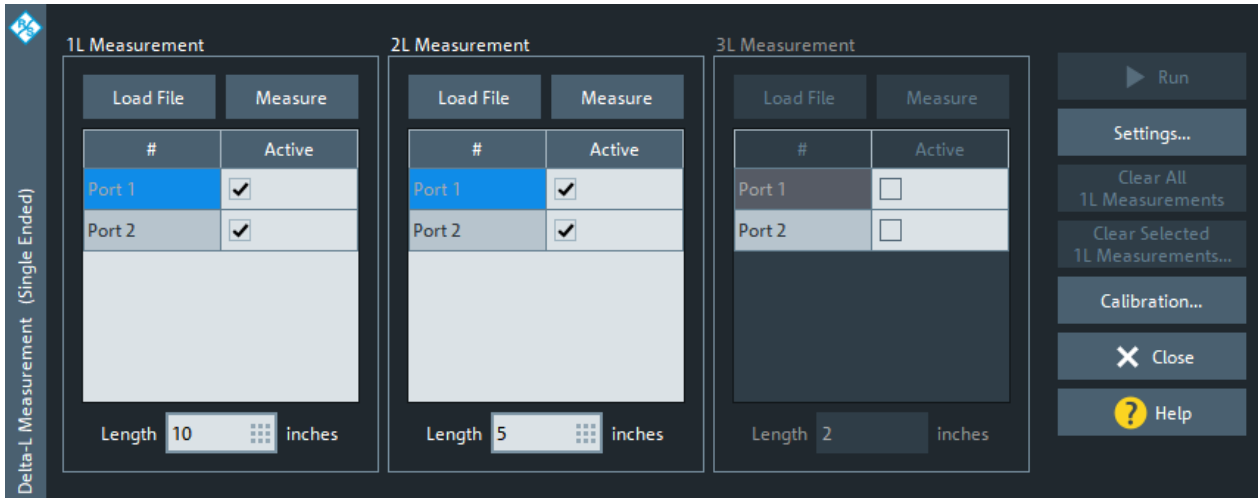 R&S
Delta-L Measurement (Single Ended)
1L Measurement
Load File
Measure
#
Active
Port 1
Port 2
Length
10
inches
2L Measurement
Load File
Measure
#
Active
Port 1
Port 2
Length
5
inches
3L Measurement
Load File
Measure
#
Active
Port 1
Port 2
Length
2
inches
Run
Settings...
Clear All
1L Measurements
Clear Selected
1L Measurements...
Calibration...
Close
? Help